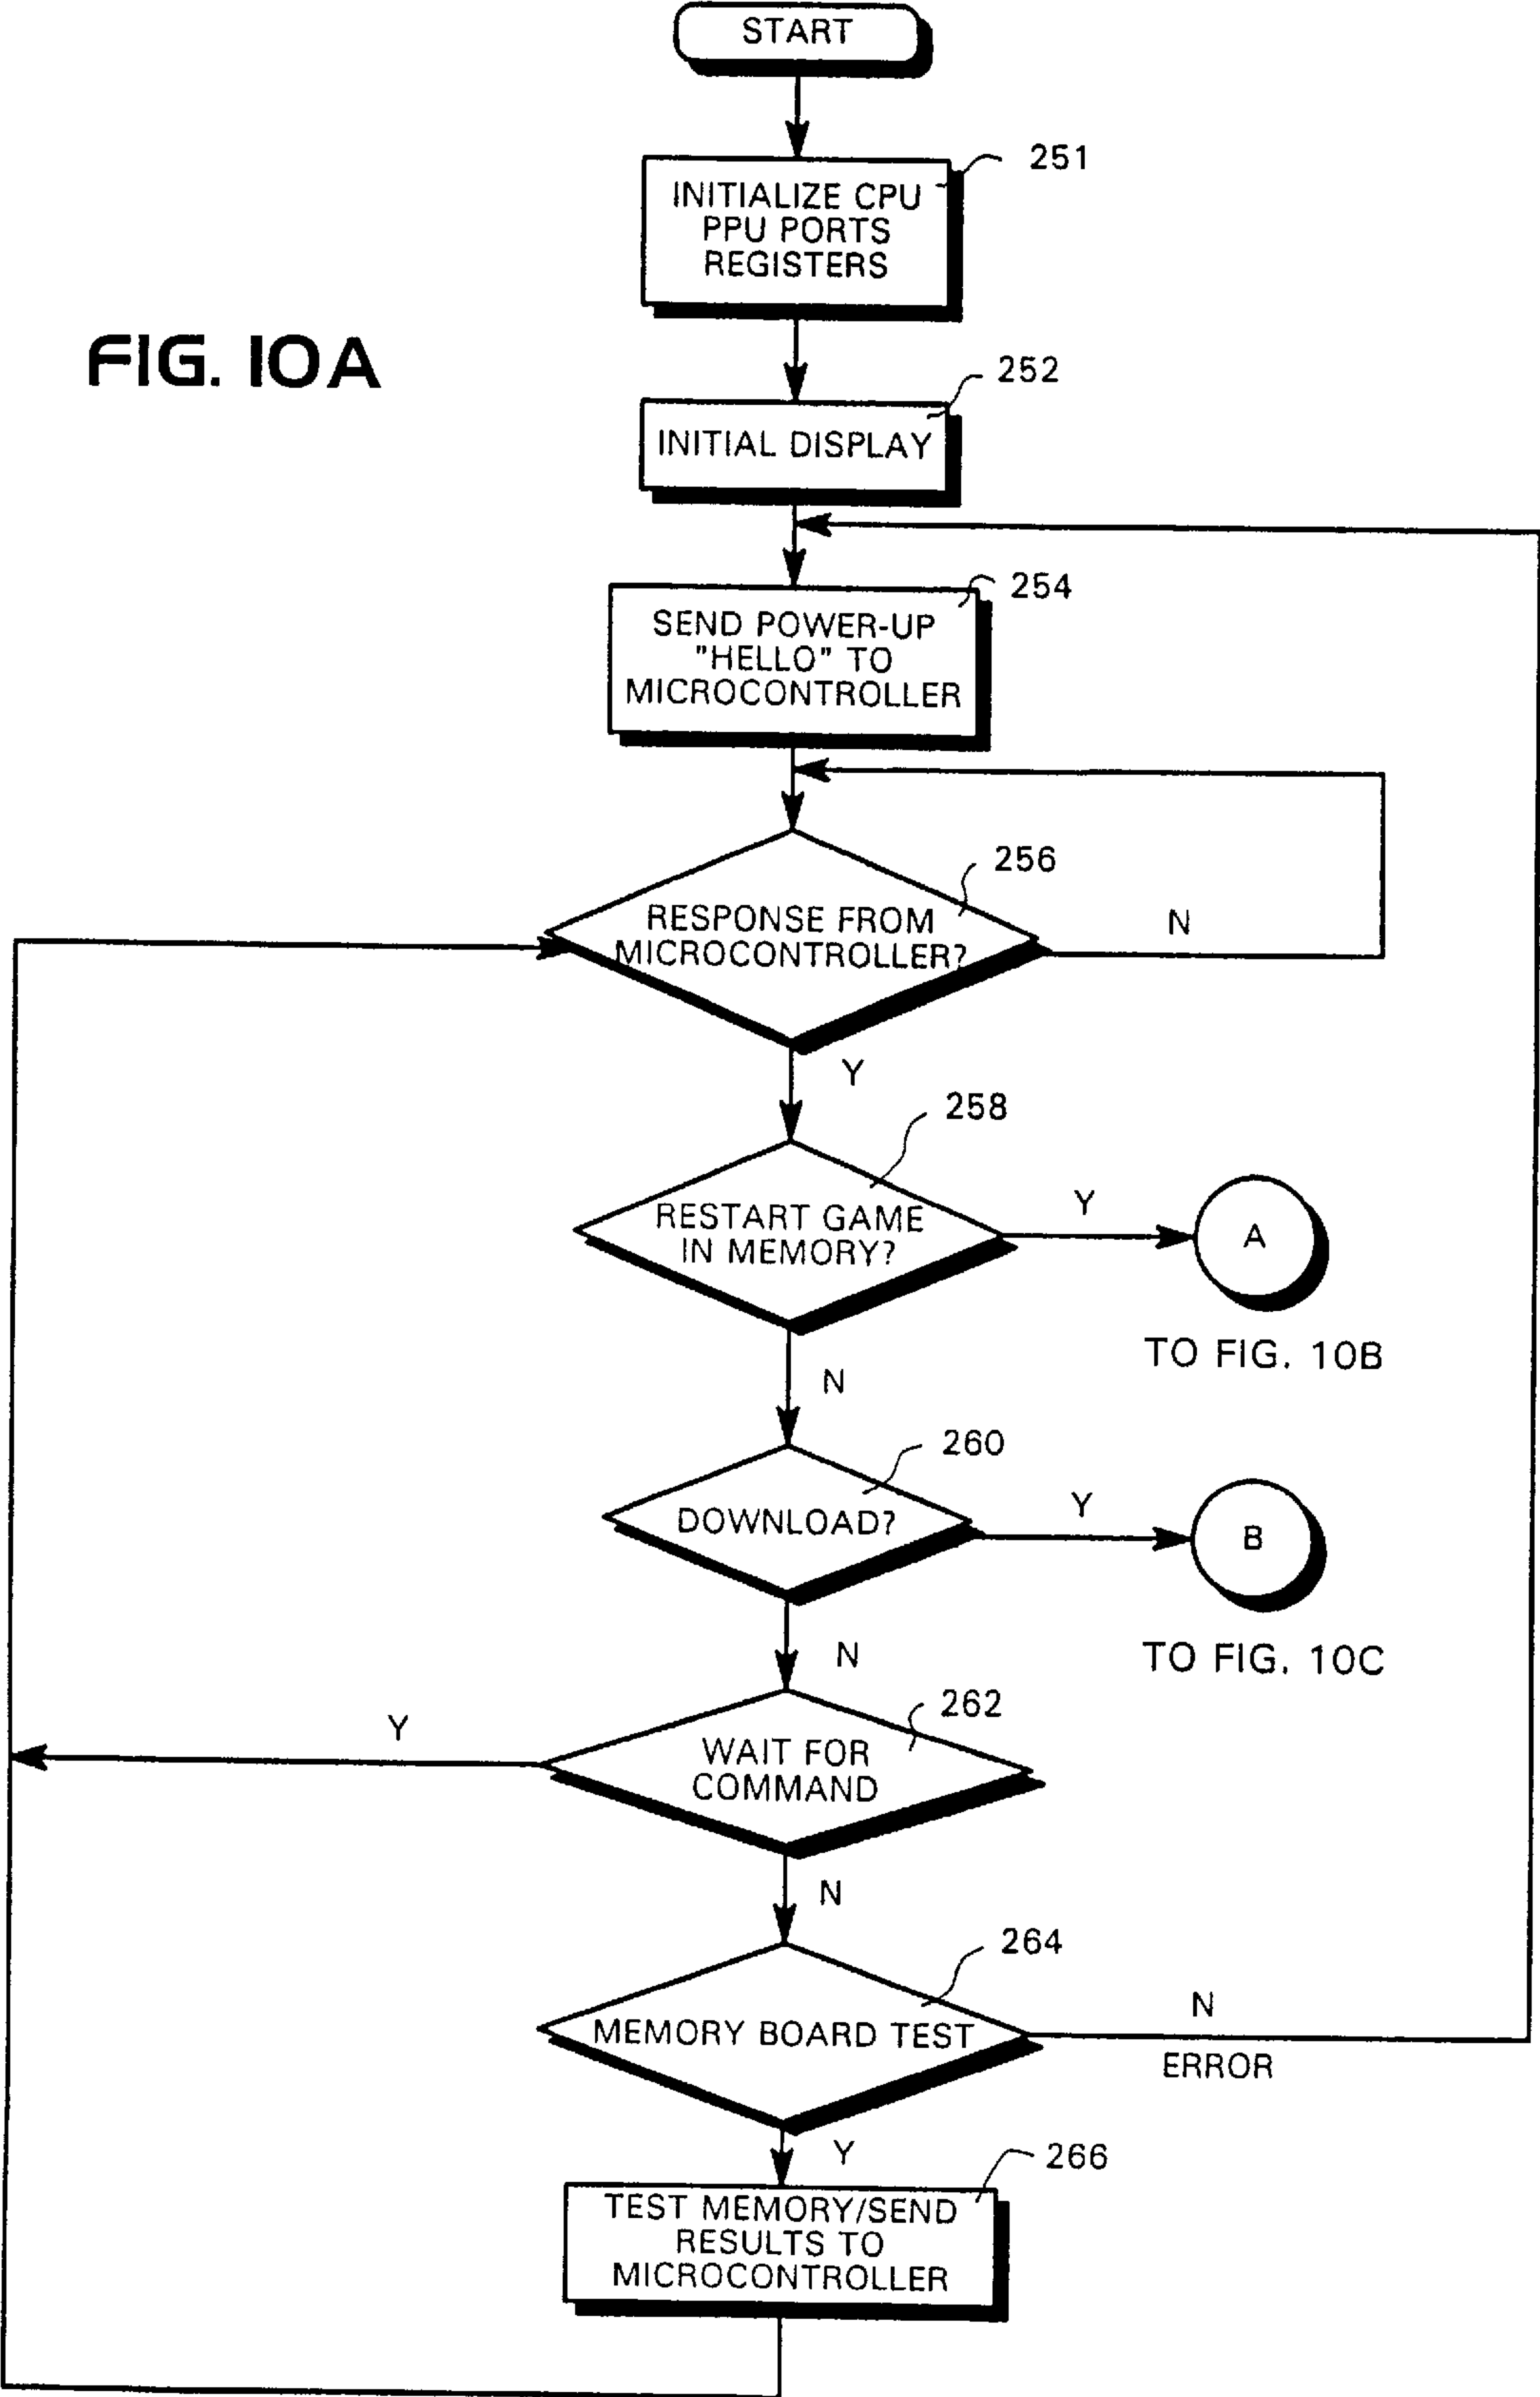 START
251
INITIALIZE CPU
PPU PORTS
REGISTERS
FIG. 10A
252
INITIAL DISPLAY
254
SEND POWER-UP
"HELLO" TO
MICROCONTROLLER
256
RESPONSE FROM
MICROCONTROLLER?
N
Y
258
RESTART GAME
IN MEMORY?
Y
A
TO FIG. 10B
N
260
DOWNLOAD?
Y
B
TO FIG. 10C
N
262
WAIT FOR
COMMAND
Y
N
264
MEMORY BOARD TEST
N
ERROR
Y
266
TEST MEMORY/SEND
RESULTS TO
MICROCONTROLLER